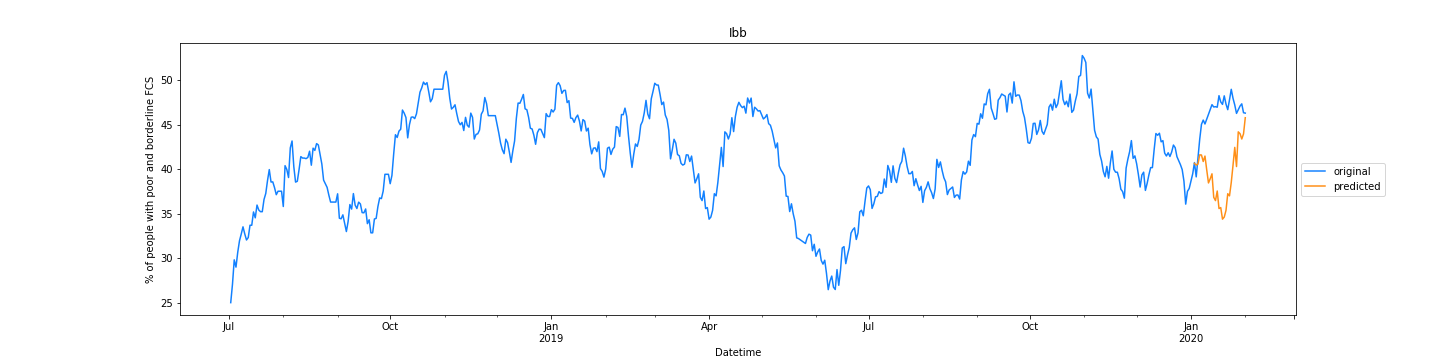 Ibb
% of people with poor and borderline FCS
50
45
40
35
30
25
Jul
Oct
Jan
2019
Apr
Jul
Oct
Jan
2020
Datetime
original
predicted